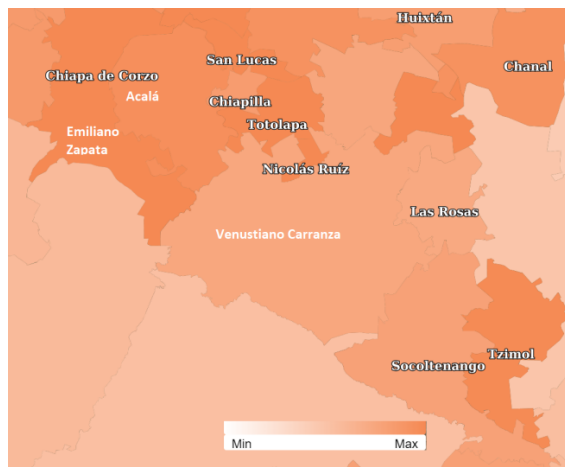 Huixtán
San Lucas
Chanal
Chiapa de Corzo
Acalá
Chiapilla
Totolapa
Emiliano
Zapata
Nicolás Ruíz
Las Rosas
Venustiano Carranza
Tzimol
Socoltenango
Min Max